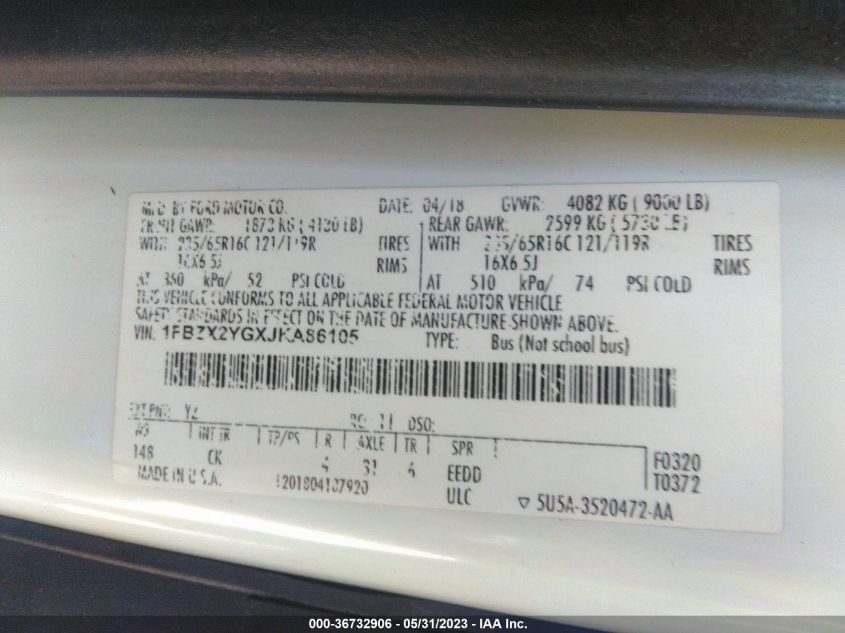 MFD BY FORD MOTOR CO. DATE: 04/18 GVWR: 4082 KG ( 9000 LB)
FRONT GAWR: 1873 KG ( 4130 LB) REAR GAWR: 2599 KG ( 5730 LB)
WITH 235/65R16C 121/119R TIRES WITH 235/65R16C 121/119R TIRES
16X6.5J RIMS 16X6.5J RIMS
AT 350 kPa/ 52 PSI COLD AT 510 kPa/ 74 PSI COLD
THIS VEHICLE CONFORMS TO ALL APPLICABLE FEDERAL MOTOR VEHICLE
SAFETY STANDARDS IN EFFECT ON THE DATE OF MANUFACTURE SHOWN ABOVE.
VIN: 1FBZX2YGXJKA86105 TYPE: Bus (Not school bus)
EXT PNT: YZ RC: 11 DSO:
WB INT TR TP/PS R AXLE TR SPR
148 CK 4 31 6 EEDD F0320
T0372
MADE IN U.S.A. ULC
▽ 5U5A-3520472-AA
000-36732906 - 05/31/2023 - IAA Inc.